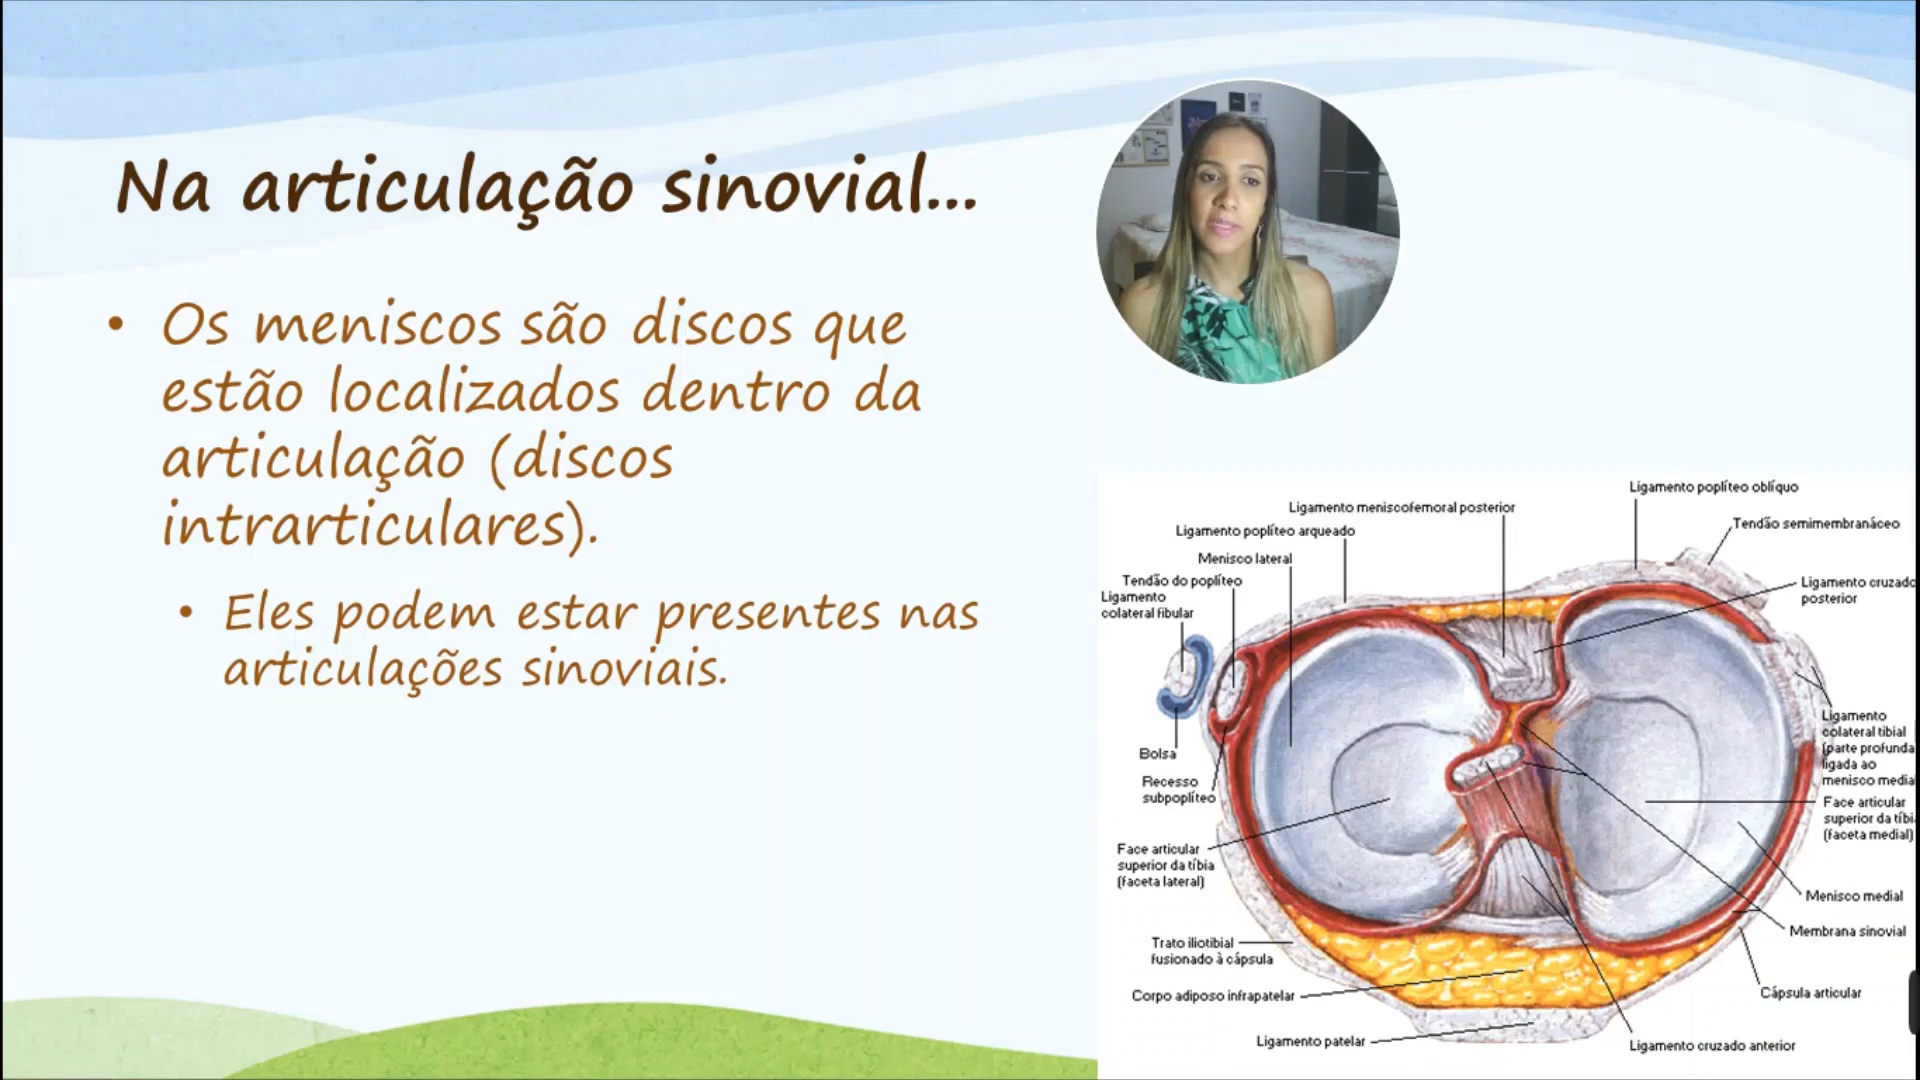 Na articulação sinovial...
• Os meniscos são discos que
estão localizados dentro da
articulação (discos
intrarticulares).
• Eles podem estar presentes nas
articulações sinoviais.
Ligamento poplíteo oblíquo
Ligamento meniscofemoral posterior
Tendão semimembranáceo
Ligamento poplíteo arqueado
Menisco lateral
Tendão do poplíteo
Ligamento
colateral fibular
Ligamento cruzado
posterior
Bolsa
Recesso
subpoplíteo
Ligamento
colateral tibial
(parte profunda
ligada ao
menisco media
Face articular
superior da tíbi
(faceta medial)
Face articular
superior da tíbia
(faceta lateral)
Menisco medial
Membrana sinovial
Trato iliotibial
fusionado à cápsula
Corpo adiposo infrapatelar
Cápsula articular
Ligamento patelar
Ligamento cruzado anterior